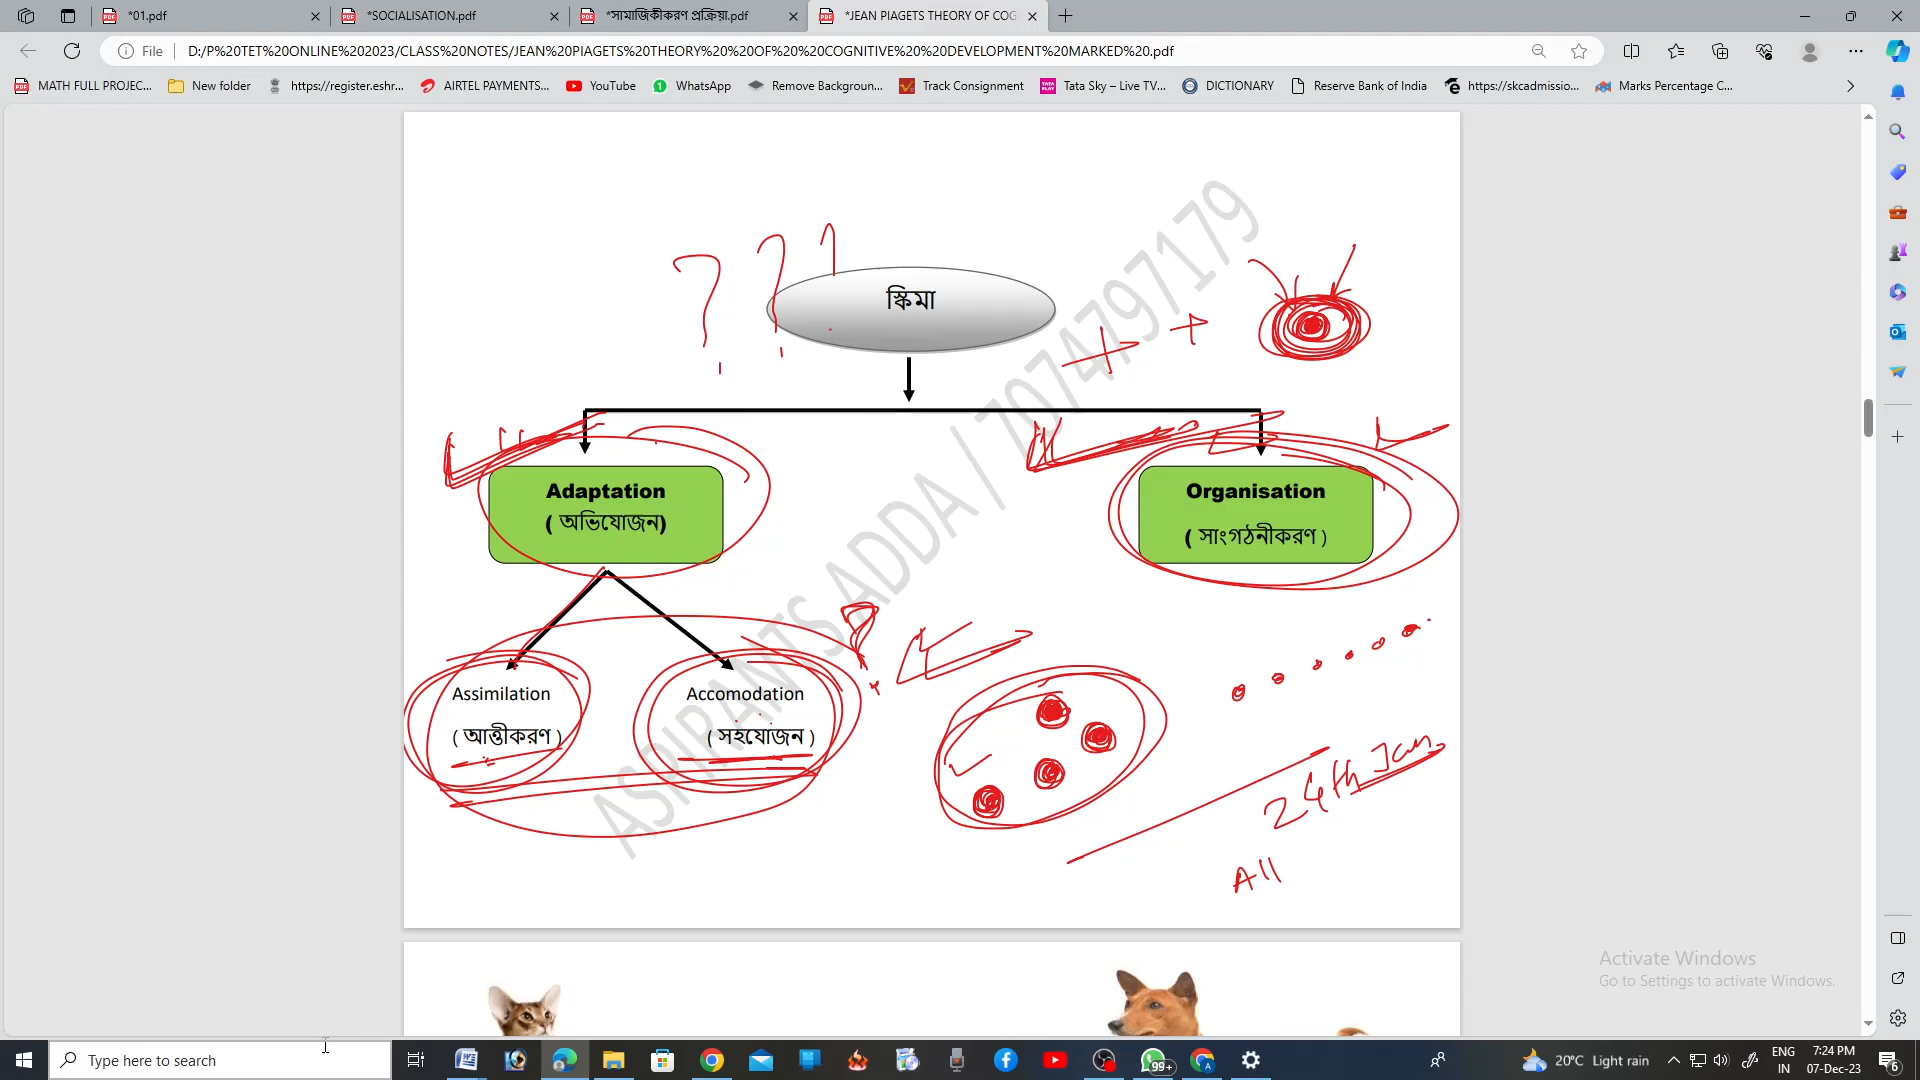 *01.pdf
*SOCIALISATION.pdf
*সামাজিকীকরণ প্রক্রিয়া.pdf
*JEAN PIAGETS THEORY OF COG
File
D:/P%20TET%20ONLINE%202023/CLASS%20NOTES/JEAN%20PIAGETS%20THEORY%20%20OF%20%20COGNITIVE%20%20DEVELOPMENT%20MARKED%20.pdf
MATH FULL PROJEC...
New folder
https://register.eshr...
AIRTEL PAYMENTS...
YouTube
WhatsApp
Remove Backgroun...
Track Consignment
Tata Sky – Live TV...
DICTIONARY
Reserve Bank of India
https://skcadmissio...
Marks Percentage C...
? ? ?
স্কিমা
ASPIRANTS ADDA / 7074797179
Adaptation
( অভিযোজন)
Organisation
( সাংগঠনীকরণ )
Assimilation
( আত্তীকরণ )
Accomodation
( সহযোজন )
24th Jan
All
Activate Windows
Go to Settings to activate Windows.
Type here to search
99+
20°C Light rain
ENG
IN
7:24 PM
07-Dec-23
6